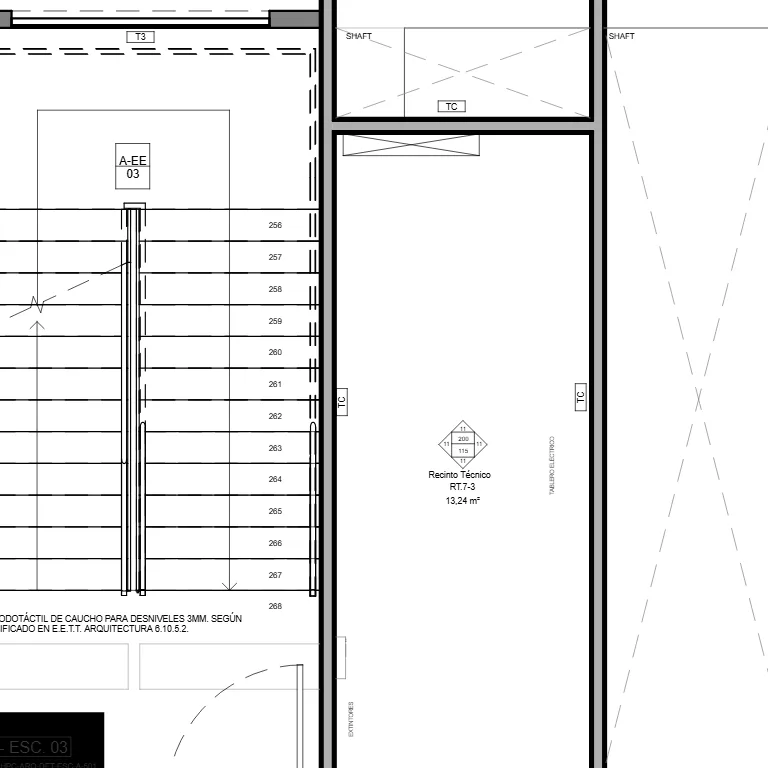 T3
SHAFT
SHAFT
TC
A-EE
03
256
257
258
259
260
261
262
263
264
265
266
267
268
TC
TC
11
200
11
11
115
11
Recinto Técnico
RT.7-3
13,24 m²
TABLERO ELÉCTRICO
ODOTÁCTIL DE CAUCHO PARA DESNIVELES 3MM. SEGÚN
IFICADO EN E.E.T.T. ARQUITECTURA 6.10.5.2.
EXTINTORES
- ESC. 03